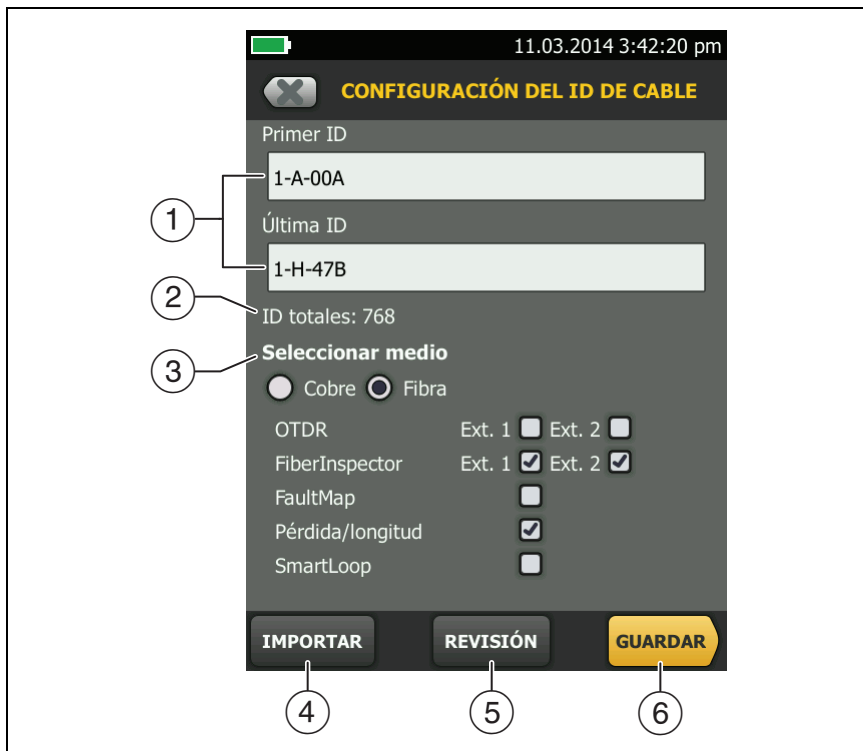 11.03.2014 3:42:20 pm
CONFIGURACIÓN DEL ID DE CABLE
Primer ID
1-A-00A
1
Última ID
1-H-47B
2
ID totales: 768
3
Seleccionar medio
Cobre Fibra
OTDR Ext. 1 Ext. 2
FiberInspector Ext. 1 Ext. 2
FaultMap
Pérdida/longitud
SmartLoop
IMPORTAR REVISIÓN GUARDAR
4 5 6